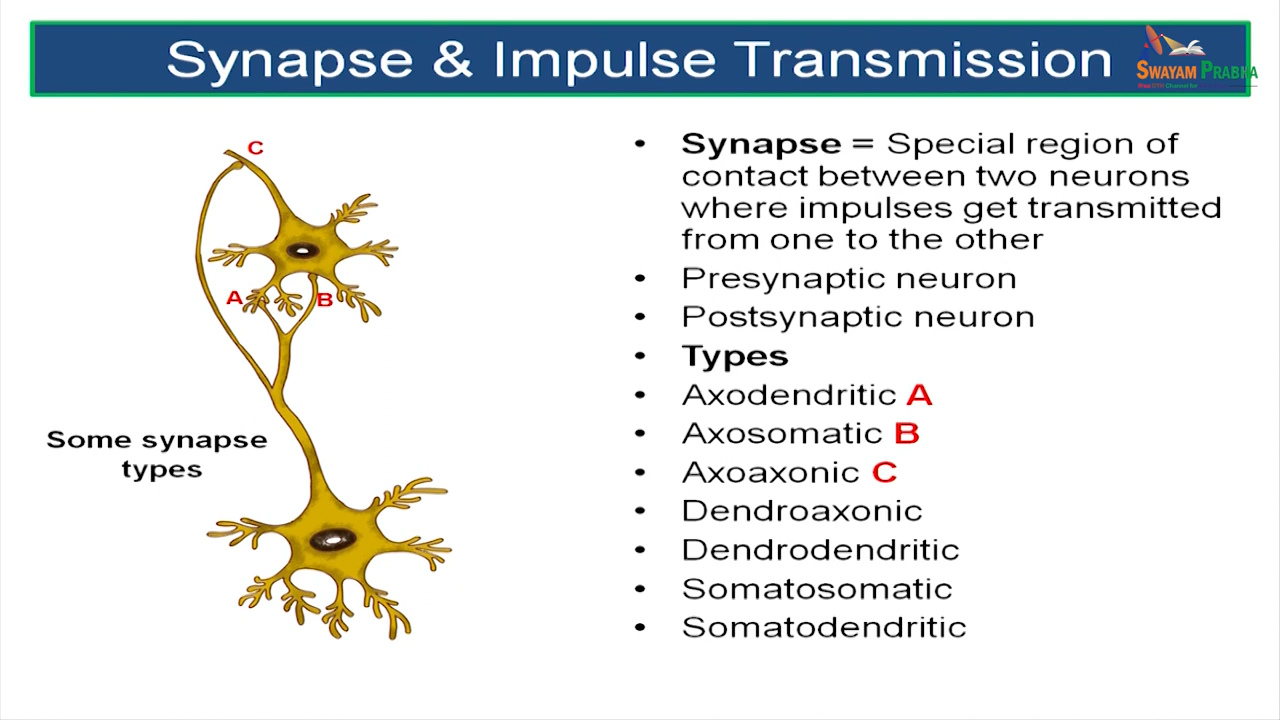 Synapse & Impulse Transmission
SWAYAM PRABHA
C
A
B
Some synapse
types
• Synapse = Special region of
contact between two neurons
where impulses get transmitted
from one to the other
• Presynaptic neuron
• Postsynaptic neuron
• Types
• Axodendritic A
• Axosomatic B
• Axoaxonic C
• Dendroaxonic
• Dendrodendritic
• Somatosomatic
• Somatodendritic